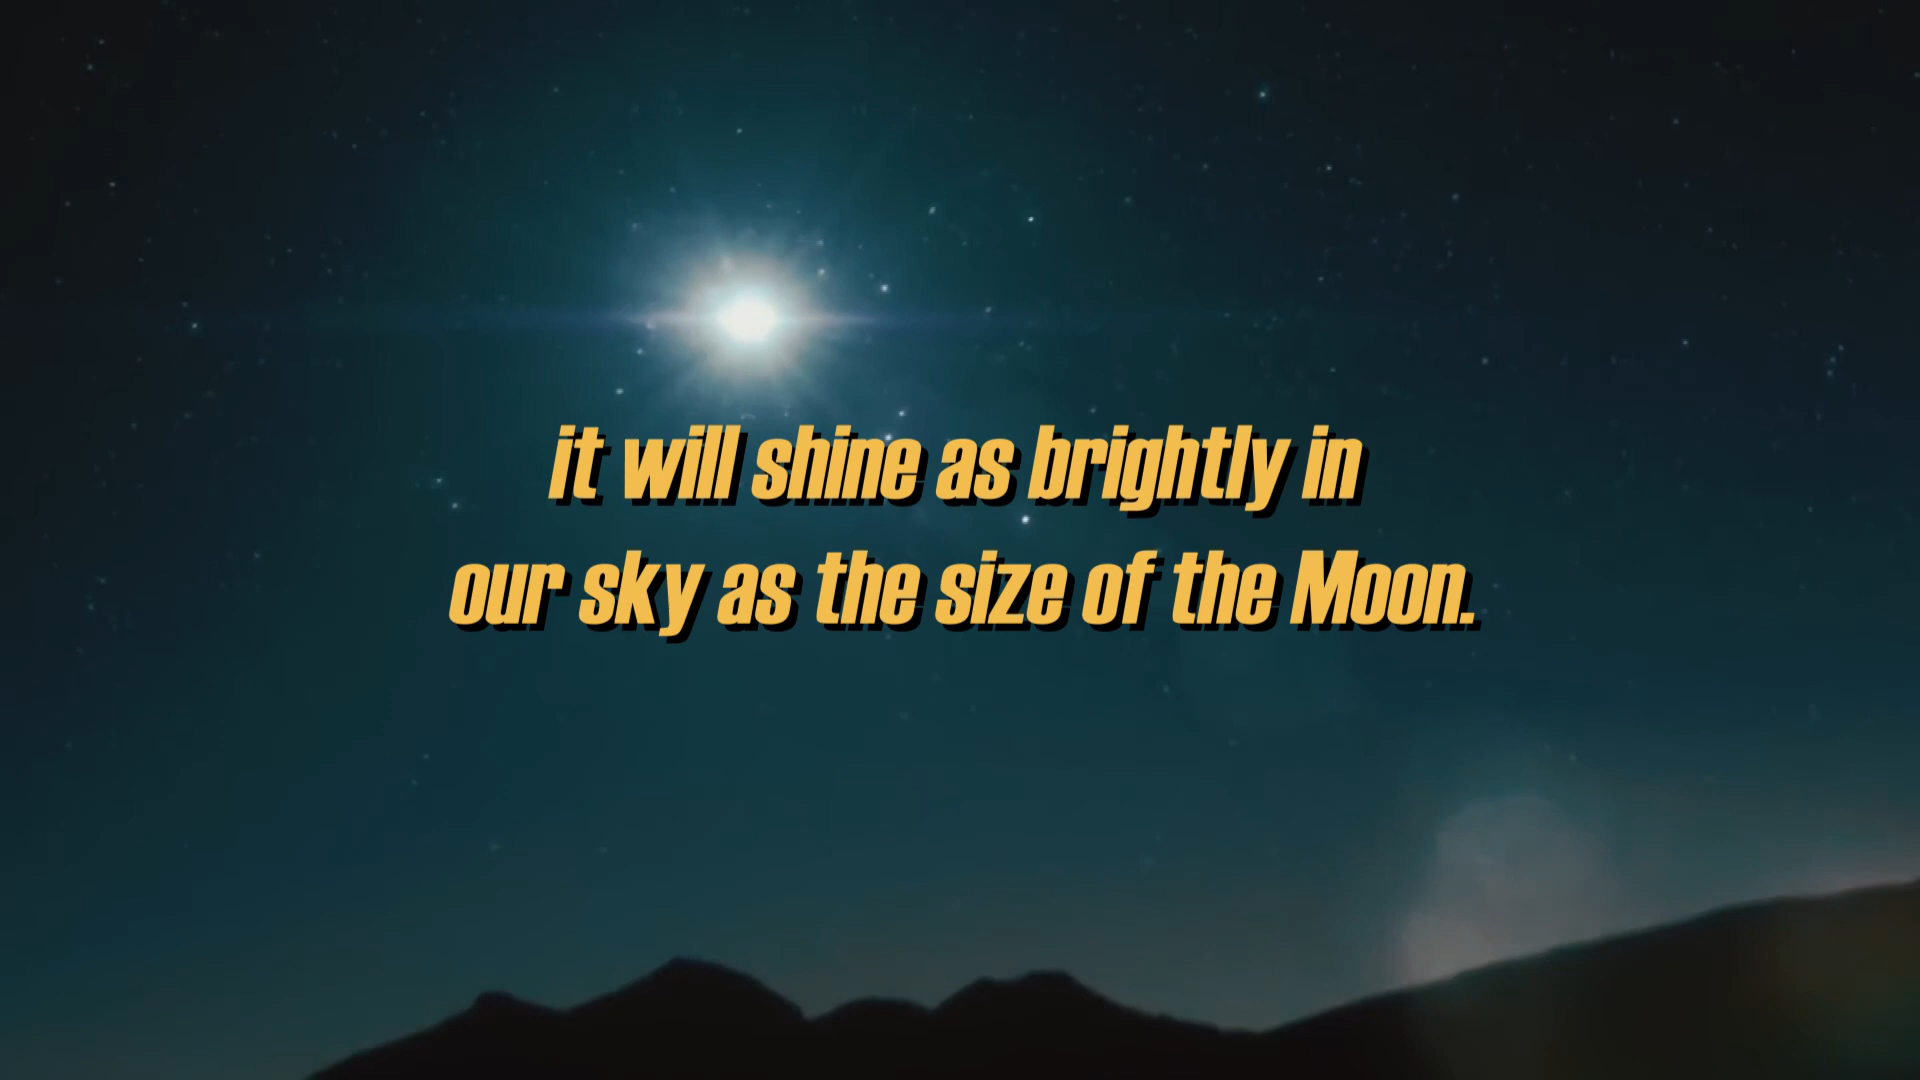 it will shine as brightly in
our sky as the size of the Moon.